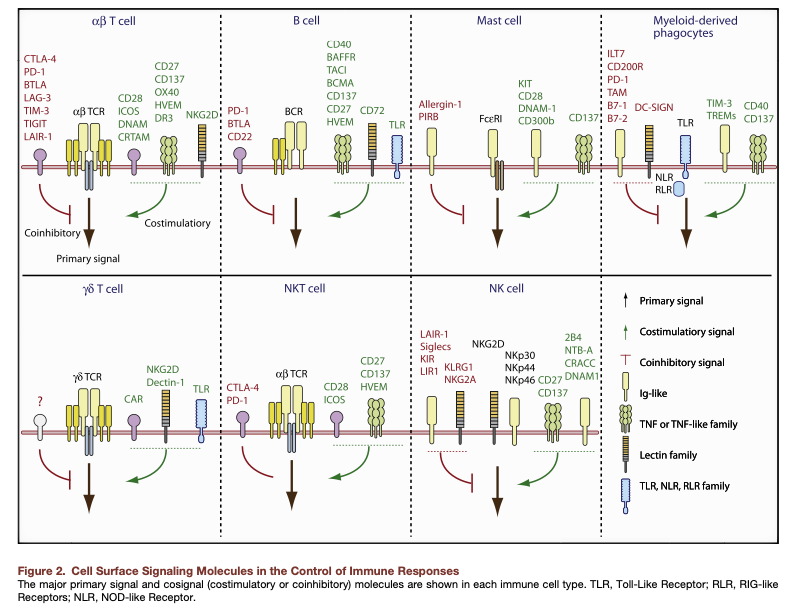 αβ T cell
CTLA-4
PD-1
BTLA
LAG-3
TIM-3
TIGIT
LAIR-1
αβ TCR
CD28
ICOS
DNAM
CRTAM
CD27
CD137
OX40
HVEM
DR3
NKG2D
Coinhibitory
Costimulatiory
Primary signal
B cell
PD-1
BTLA
CD22
BCR
CD40
BAFFR
TACI
BCMA
CD137
CD27
HVEM
CD72
TLR
Mast cell
Allergin-1
PIRB
FcεRI
KIT
CD28
DNAM-1
CD300b
CD137
Myeloid-derived
phagocytes
ILT7
CD200R
PD-1
TAM
B7-1
B7-2
DC-SIGN
TLR
NLR
RLR
TIM-3
TREMs
CD40
CD137
γδ T cell
?
γδ TCR
CAR
NKG2D
Dectin-1
TLR
NKT cell
CTLA-4
PD-1
αβ TCR
CD28
ICOS
CD27
CD137
HVEM
NK cell
LAIR-1
Siglecs
KIR
LIR1
KLRG1
NKG2A
NKG2D
NKp30
NKp44
NKp46
CD27
CD137
2B4
NTB-A
CRACC
DNAM1
Primary signal
Costimulatiory signal
Coinhibitory signal
Ig-like
TNF or TNF-like family
Lectin family
TLR, NLR, RLR family
Figure 2. Cell Surface Signaling Molecules in the Control of Immune Responses
The major primary signal and cosignal (costimulatory or coinhibitory) molecules are shown in each immune cell type. TLR, Toll-Like Receptor; RLR, RIG-like
Receptors; NLR, NOD-like Receptor.